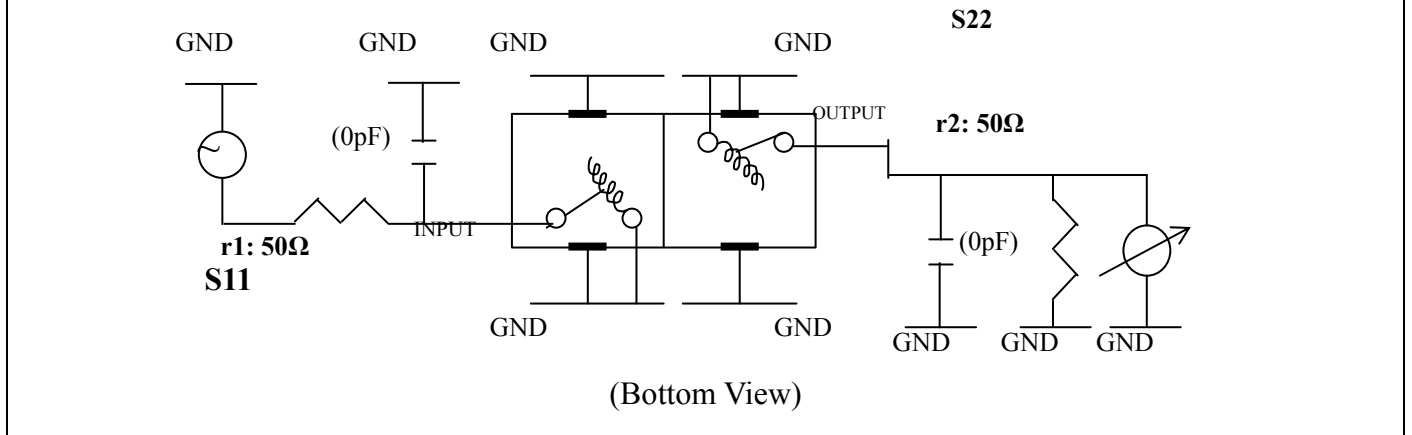 S22
GND GND GND GND
OUTPUT
r2: 50Ω
(0pF)
INPUT
r1: 50Ω
(0pF)
S11
GND GND
GND GND GND
(Bottom View)